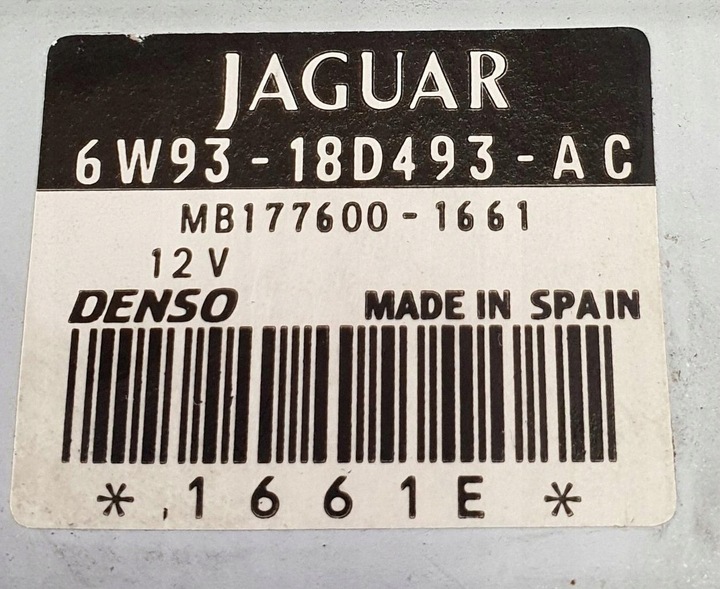 JAGUAR
6W93-18D493-AC
MB177600-1661
12V
DENSO MADE IN SPAIN
*.1661E*